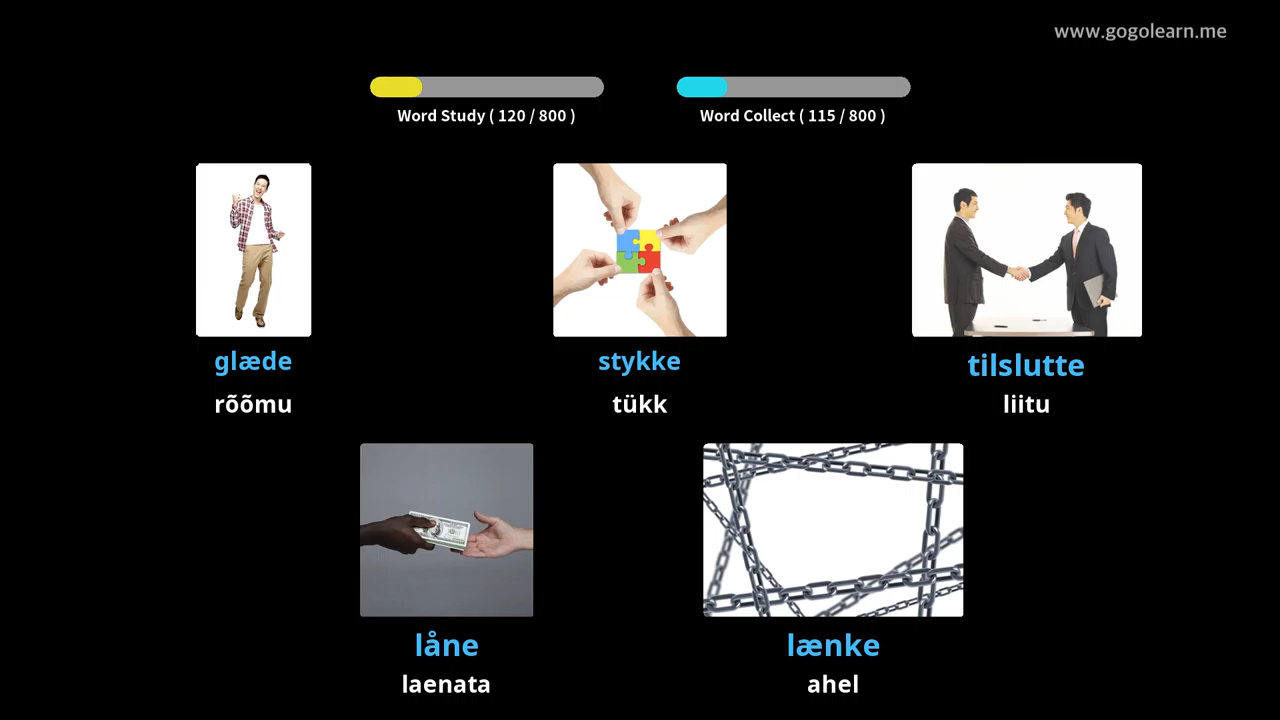 www.gogolearn.me
Word Study ( 120 / 800 )
Word Collect ( 115 / 800 )
glæde
stykke
tilslutte
rõõmu
tükk
liitu
låne
lænke
laenata
ahel